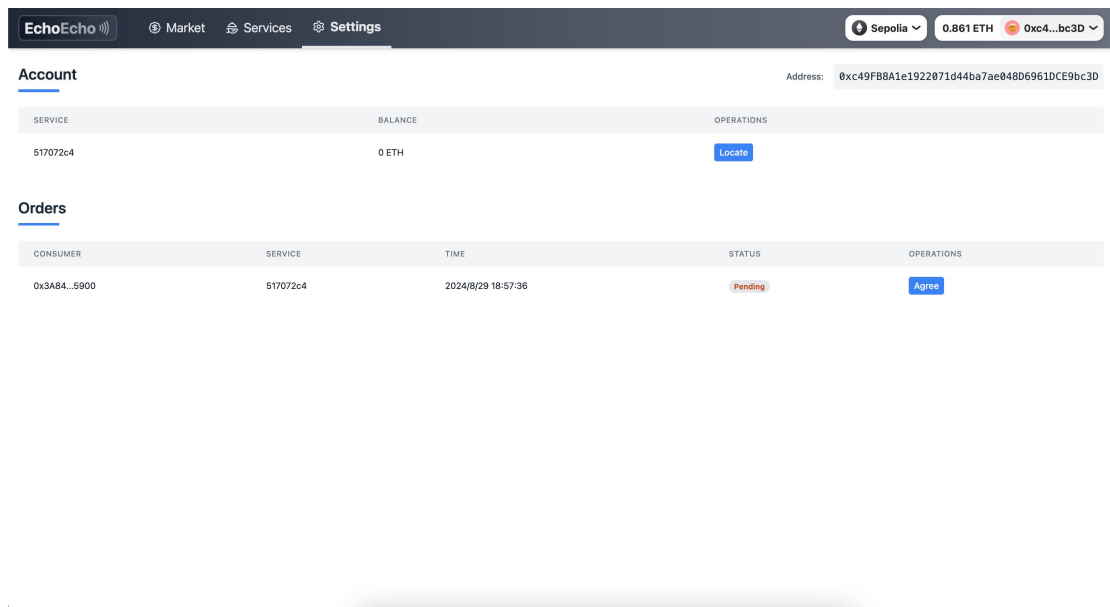 EchoEcho Market Services Settings Sepolia 0.861 ETH 0xc4...bc3D
Account Address: 0xc49FB8A1e1922071d44ba7ae048D6961DCE9bc3D
SERVICE BALANCE OPERATIONS
517072c4 0 ETH Locate
Orders
CONSUMER SERVICE TIME STATUS OPERATIONS
0x3A84...5900 517072c4 2024/8/29 18:57:36 Pending Agree